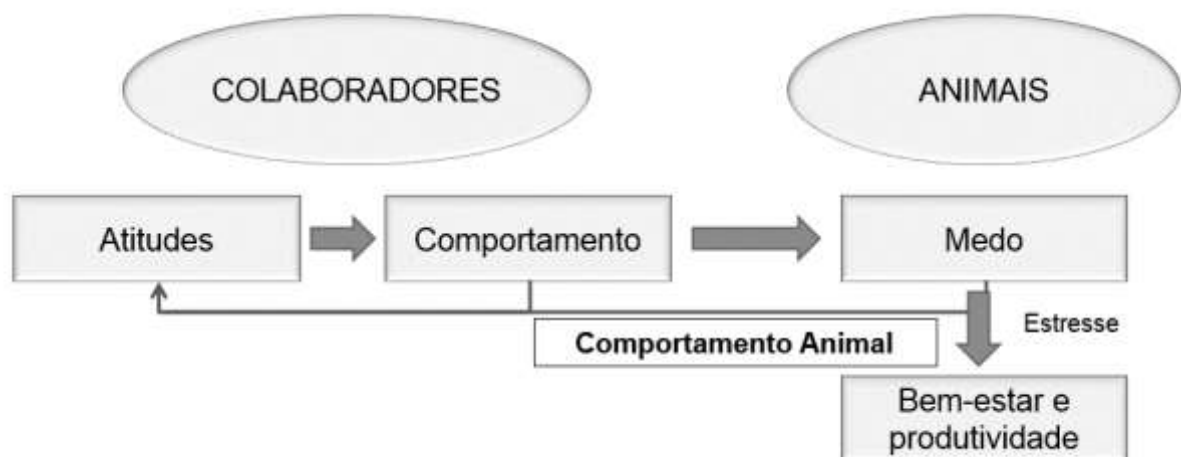 COLABORADORES
ANIMAIS
Atitudes
Comportamento
Medo
Estresse
Comportamento Animal
Bem-estar e
produtividade